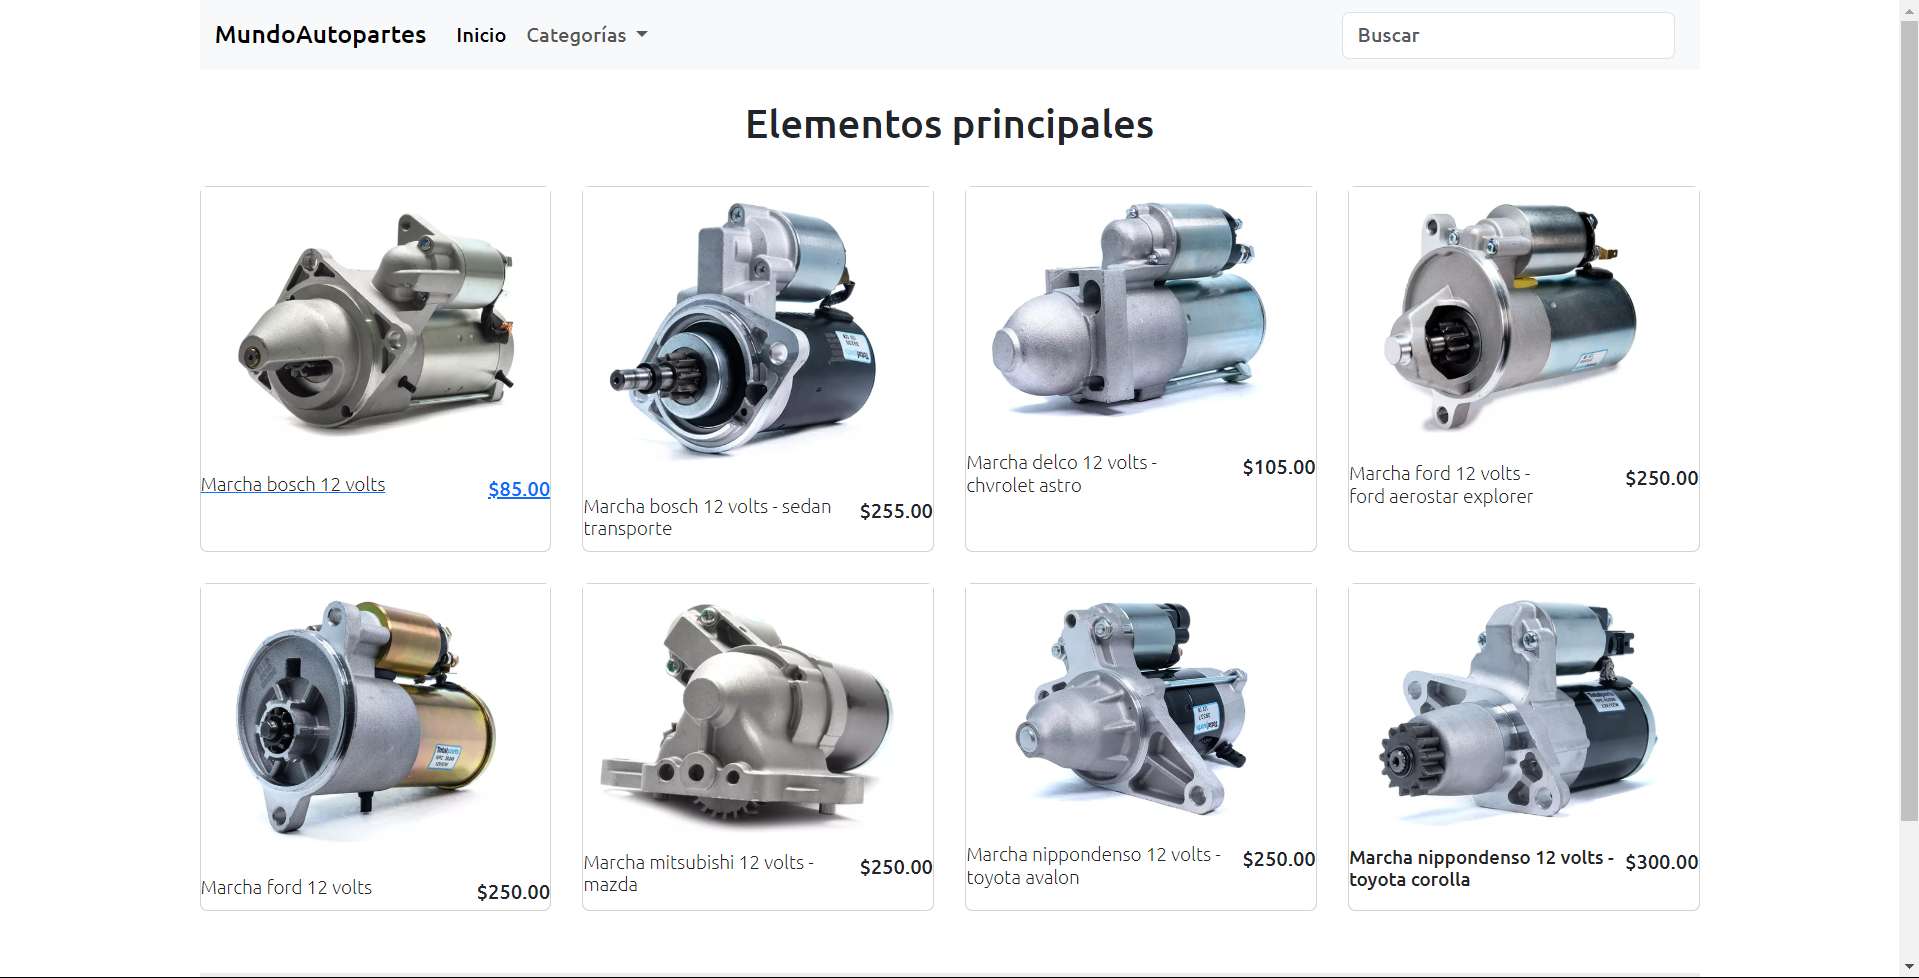 MundoAutopartes Inicio Categorías Buscar
Elementos principales
Marcha bosch 12 volts $85.00
Marcha bosch 12 volts - sedan
transporte
$255.00
Marcha delco 12 volts -
chvrolet astro
$105.00
Marcha ford 12 volts -
ford aerostar explorer
$250.00
Marcha ford 12 volts $250.00
Marcha mitsubishi 12 volts -
mazda
$250.00
Marcha nippondenso 12 volts -
toyota avalon
$250.00
Marcha nippondenso 12 volts -
toyota corolla
$300.00